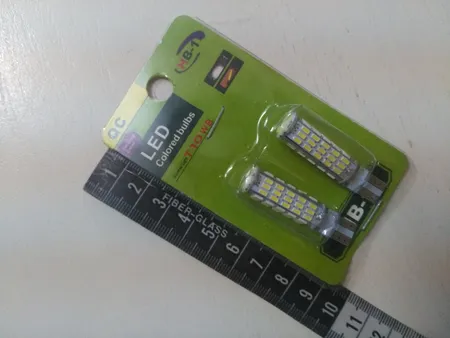 HB-1
QC
LED
Colored bulbs
B-
FIBER-GLASS
1 2 3 4 5 6 7 8 9 10 11 12